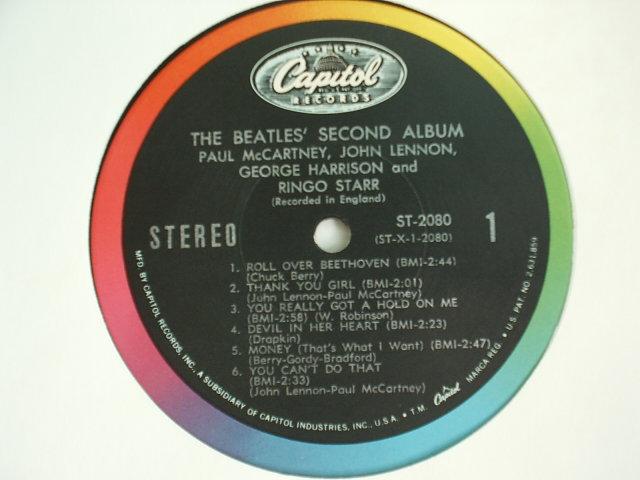 Capitol
RECORDS
THE BEATLES' SECOND ALBUM
PAUL McCARTNEY, JOHN LENNON,
GEORGE HARRISON and
RINGO STARR
(Recorded in England)
STEREO
ST-2080
(ST-X-1-2080)
1
1. ROLL OVER BEETHOVEN (BMI-2:44)
(Chuck Berry)
2. THANK YOU GIRL (BMI-2:01)
(John Lennon-Paul McCartney)
3. YOU REALLY GOT A HOLD ON ME
(BMI-2:58) (W. Robinson)
4. DEVIL IN HER HEART (BMI-2:23)
(Drapkin)
5. MONEY (That's What I Want) (BMI-2:47)
(Berry-Gordy-Bradford)
6. YOU CAN'T DO THAT
(BMI-2:33)
(John Lennon-Paul McCartney)
MFD. BY CAPITOL RECORDS, INC., A SUBSIDIARY OF CAPITOL INDUSTRIES, INC., U.S.A. • T.M. Capitol MARCA REG. • U.S. PAT. NO. 2,631,859